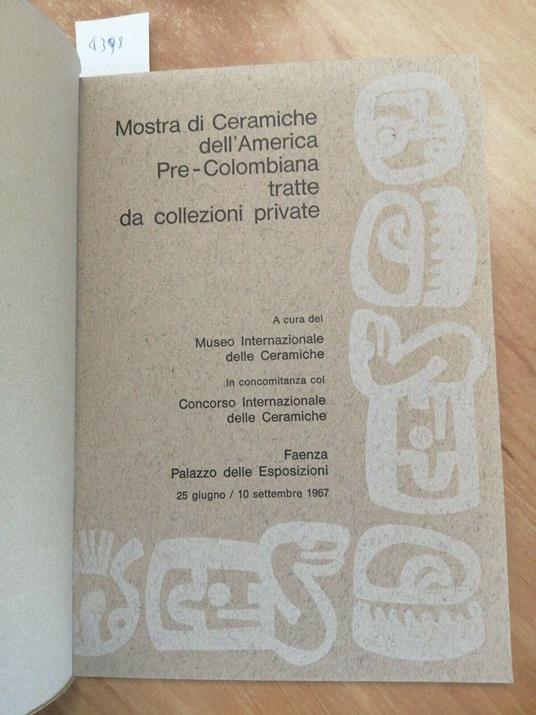 4398
Mostra di Ceramiche
dell'America
Pre-Colombiana
tratte
da collezioni private
A cura del
Museo Internazionale
delle Ceramiche
in concomitanza col
Concorso Internazionale
delle Ceramiche
Faenza
Palazzo delle Esposizioni
25 giugno / 10 settembre 1967